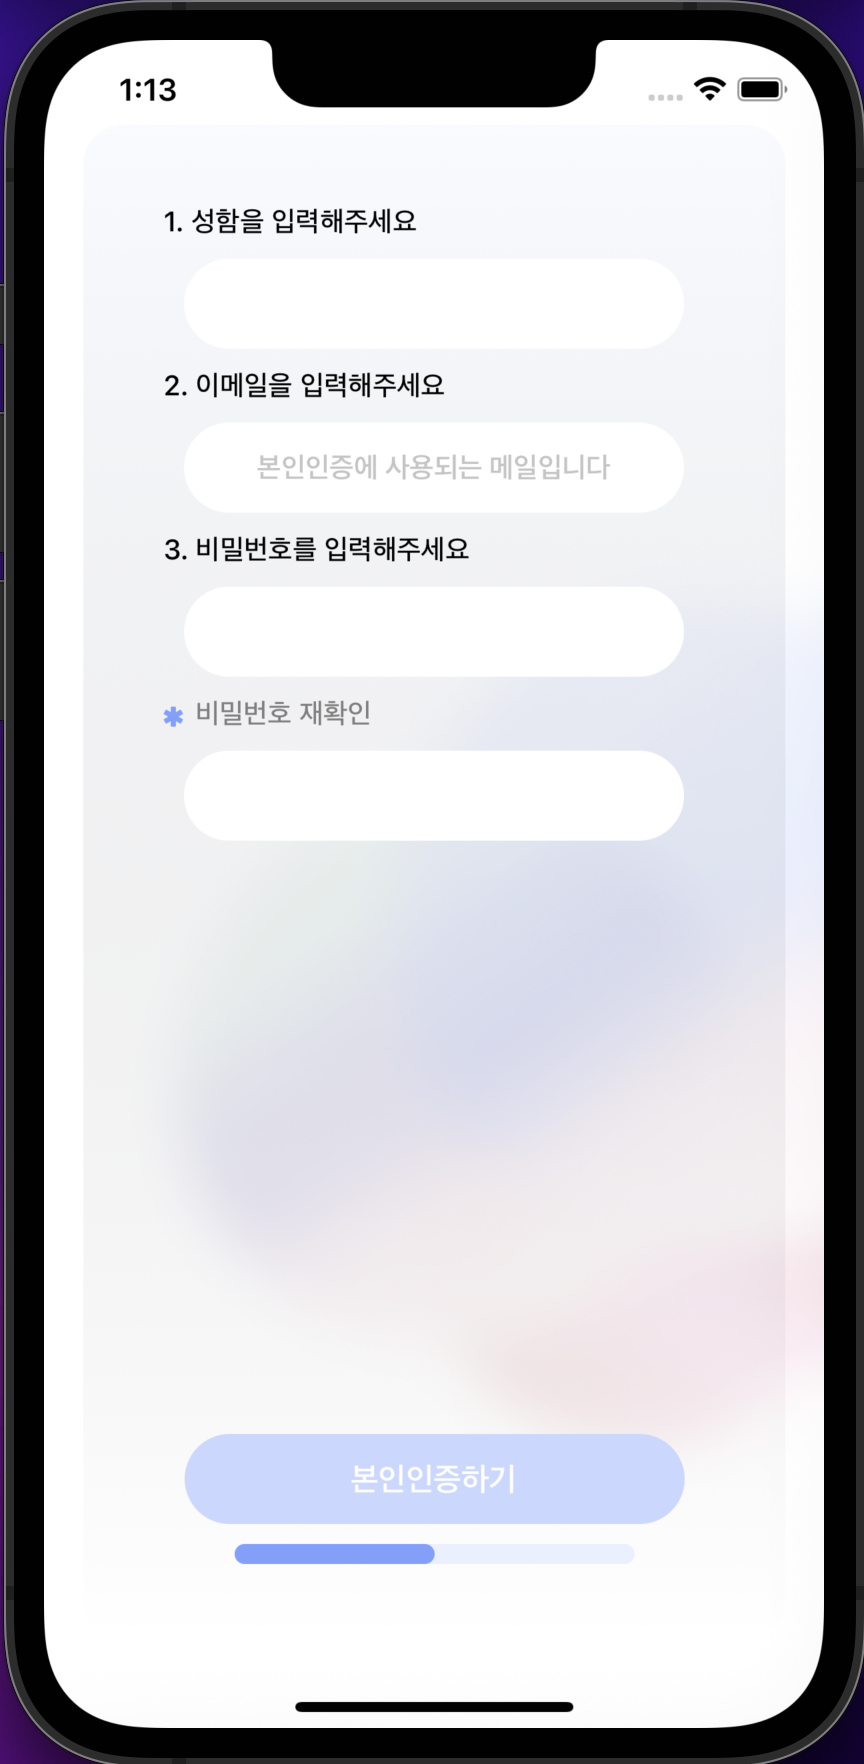 1:13
1. 성함을 입력해주세요
2. 이메일을 입력해주세요
본인인증에 사용되는 메일입니다
3. 비밀번호를 입력해주세요
* 비밀번호 재확인
본인인증하기